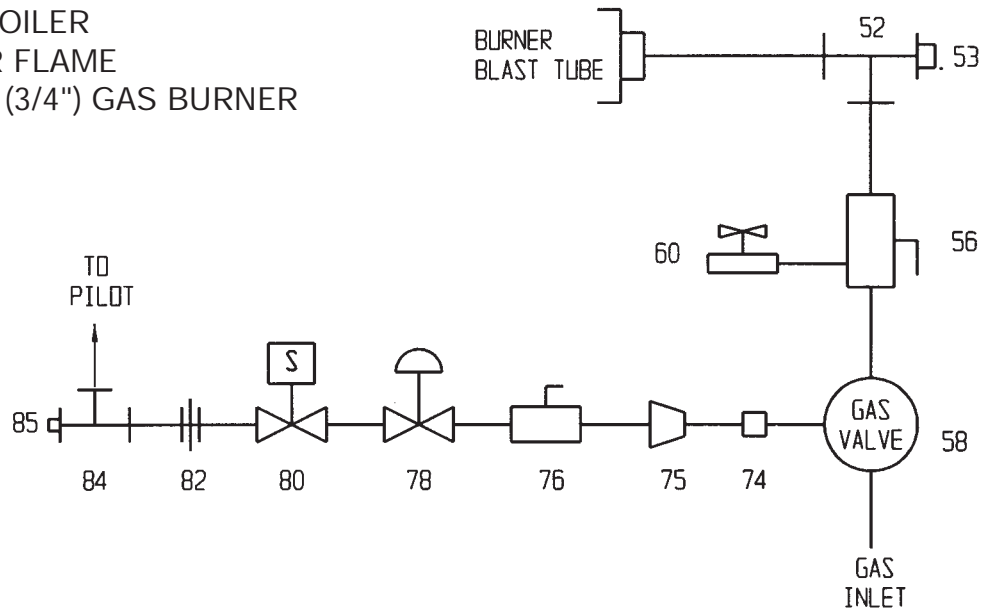 OILER
R FLAME
(3/4") GAS BURNER
BURNER
BLAST TUBE
52
53
56
60
TO
PILOT
S
85
GAS
VALVE
58
84
82
80
78
76
75
74
GAS
INLET